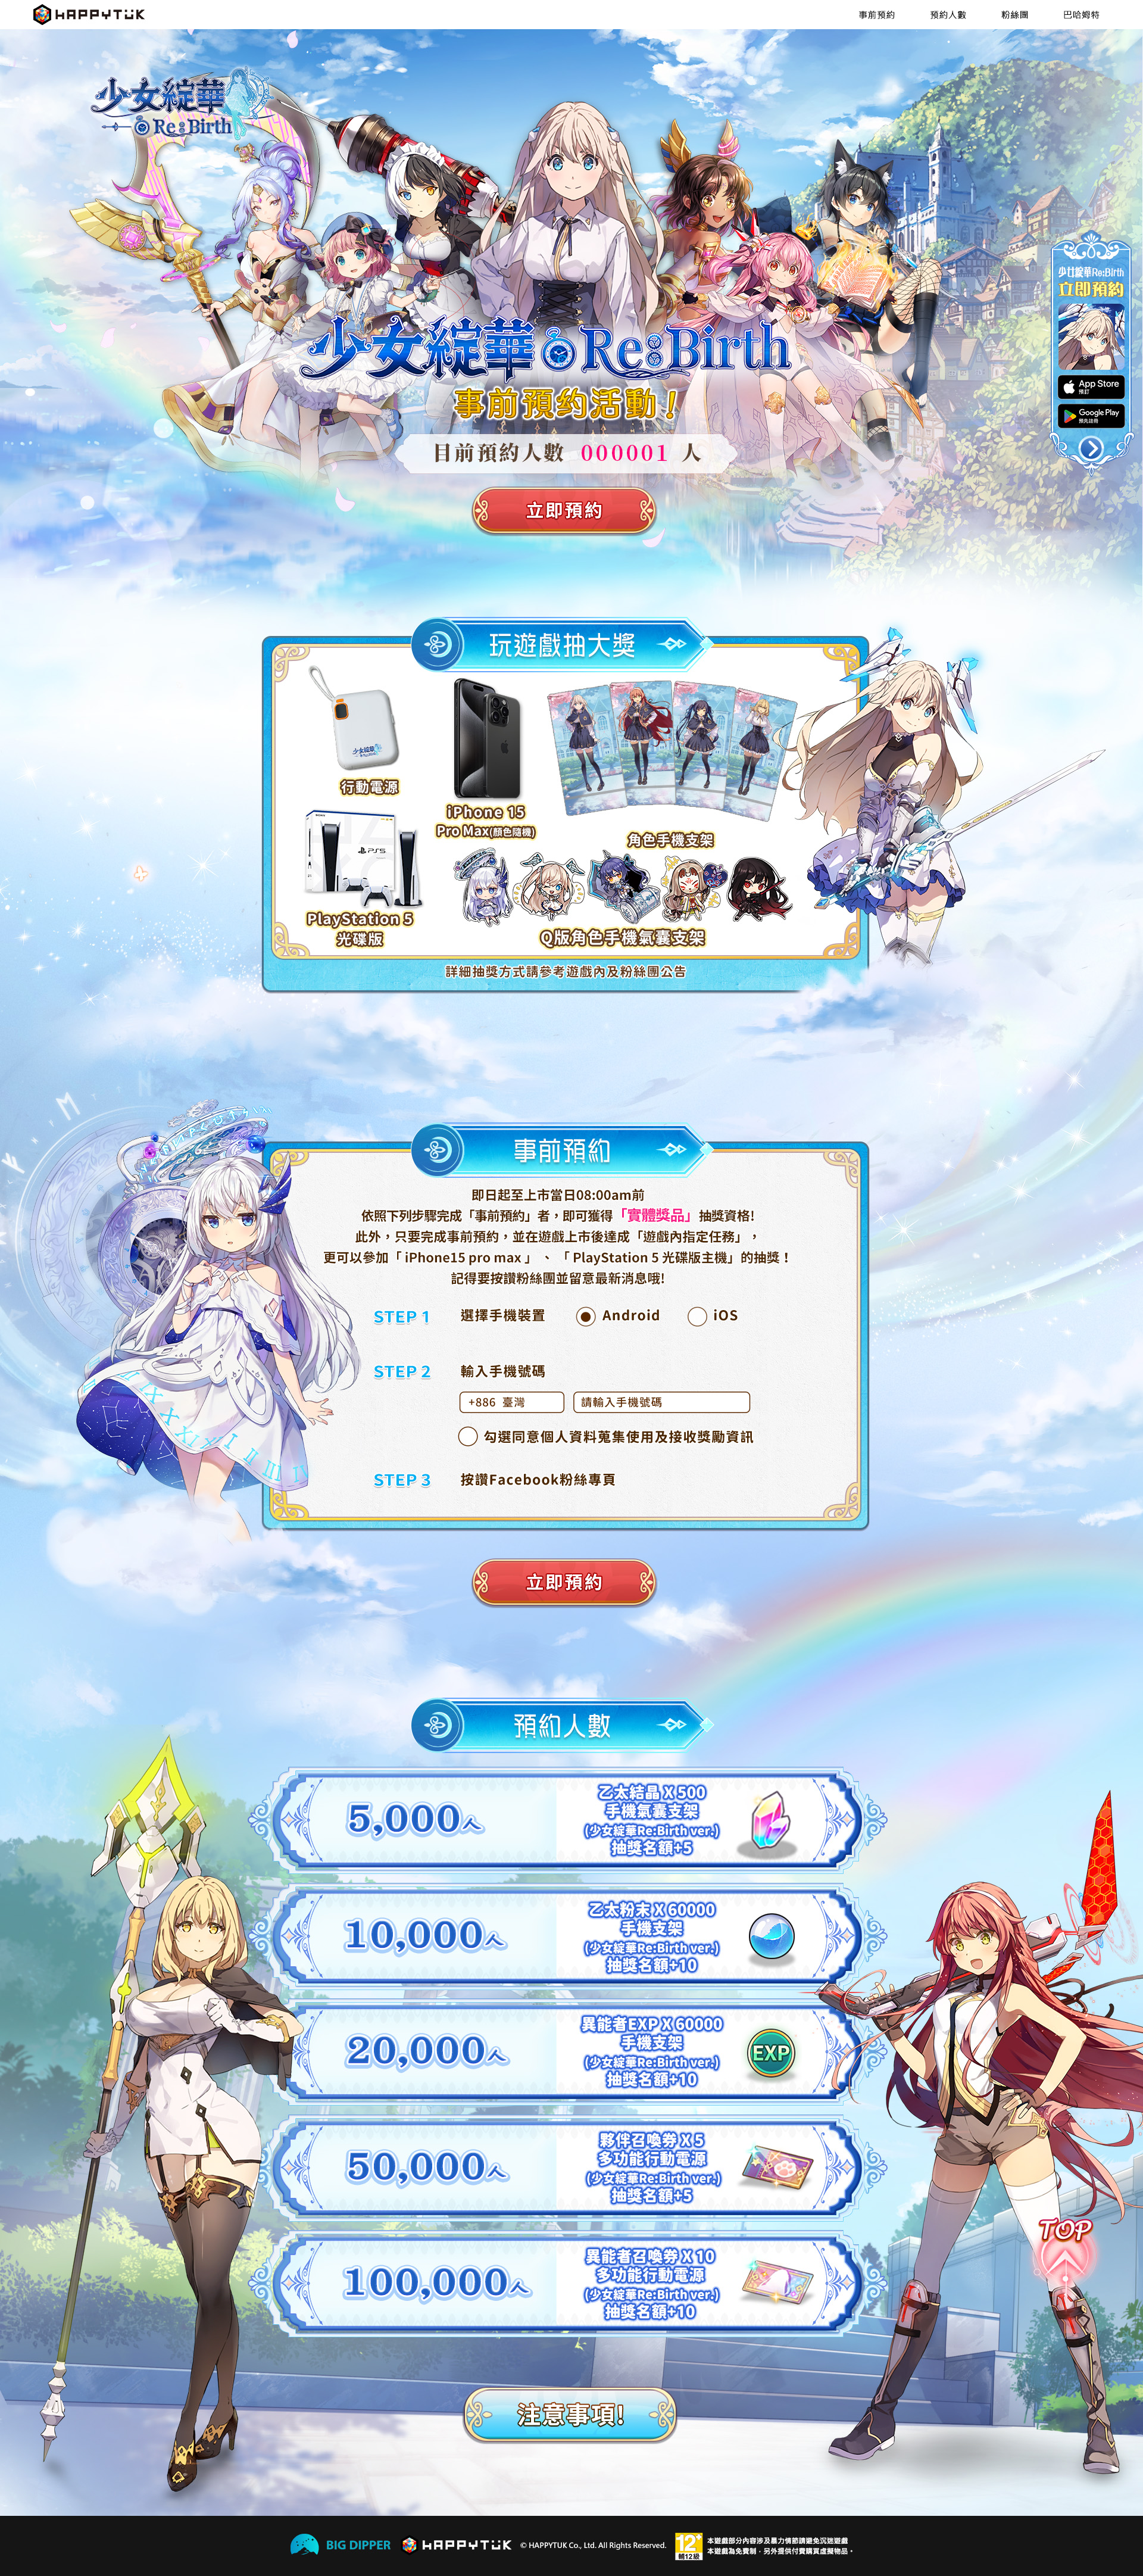 HAPPYTUK
事前預約
預約人數
粉絲團
巴哈姆特
少女綻華
Re:Birth
少女綻華Re:Birth
立即預約
App Store
預訂
Google Play
預先註冊
少女綻華Re:Birth
事前預約活動!
目前預約人數 000001 人
立即預約
玩遊戲抽大獎
少女綻華
行動電源
iPhone 15
Pro Max(顏色隨機)
角色手機支架
PS5
PlayStation 5
光碟版
Q版角色手機氣囊支架
詳細抽獎方式請參考遊戲內及粉絲團公告
事前預約
即日起至上市當日08:00am前
依照下列步驟完成「事前預約」者，即可獲得「實體獎品」抽獎資格!
此外，只要完成事前預約，並在遊戲上市後達成「遊戲內指定任務」，
更可以參加「 iPhone15 pro max 」 、 「 PlayStation 5 光碟版主機」的抽獎！
記得要按讚粉絲團並留意最新消息哦!
STEP 1 選擇手機裝置 Android iOS
STEP 2 輸入手機號碼
+886 臺灣 請輸入手機號碼
勾選同意個人資料蒐集使用及接收獎勵資訊
STEP 3 按讚Facebook粉絲專頁
立即預約
預約人數
5,000人
乙太結晶 X 500
手機氣囊支架
(少女綻華Re:Birth ver.)
抽獎名額+5
10,000人
乙太粉末 X 60000
手機支架
(少女綻華Re:Birth ver.)
抽獎名額+10
20,000人
異能者EXP X 60000
手機支架
(少女綻華Re:Birth ver.)
抽獎名額+10
EXP
50,000人
夥伴召喚券 X 5
多功能行動電源
(少女綻華Re:Birth ver.)
抽獎名額+5
100,000人
異能者召喚券 X 10
多功能行動電源
(少女綻華Re:Birth ver.)
抽獎名額+10
TOP
注意事項!
BIG DIPPER
HAPPYTUK
© HAPPYTUK Co., Ltd. All Rights Reserved.
12+
輔12級
本遊戲部分內容涉及暴力情節請避免沉迷遊戲
本遊戲為免費制，另外提供付費購買虛擬物品。